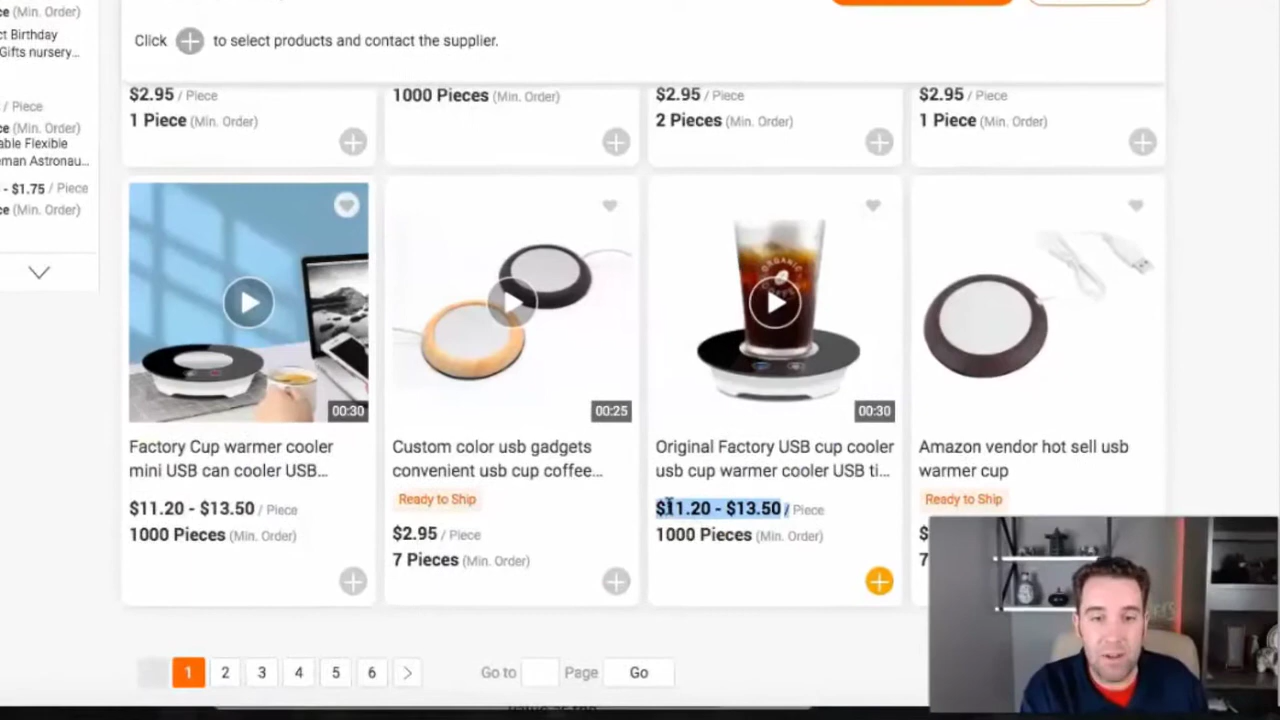 ce (Min. Order)
ct Birthday
Gifts nursery...
/ Piece
ce (Min. Order)
able Flexible
man Astronau...
- $1.75 / Piece
ce (Min. Order)
Click + to select products and contact the supplier.
$2.95 / Piece
1 Piece (Min. Order)
1000 Pieces (Min. Order)
$2.95 / Piece
2 Pieces (Min. Order)
$2.95 / Piece
1 Piece (Min. Order)
00:30
Factory Cup warmer cooler
mini USB can cooler USB...
$11.20 - $13.50 / Piece
1000 Pieces (Min. Order)
00:25
Custom color usb gadgets
convenient usb cup coffee...
Ready to Ship
$2.95 / Piece
7 Pieces (Min. Order)
ORGANIC
00:30
Original Factory USB cup cooler
usb cup warmer cooler USB ti...
$11.20 - $13.50 / Piece
1000 Pieces (Min. Order)
Amazon vendor hot sell usb
warmer cup
Ready to Ship
$
7
1 2 3 4 5 6 >
Go to Page Go